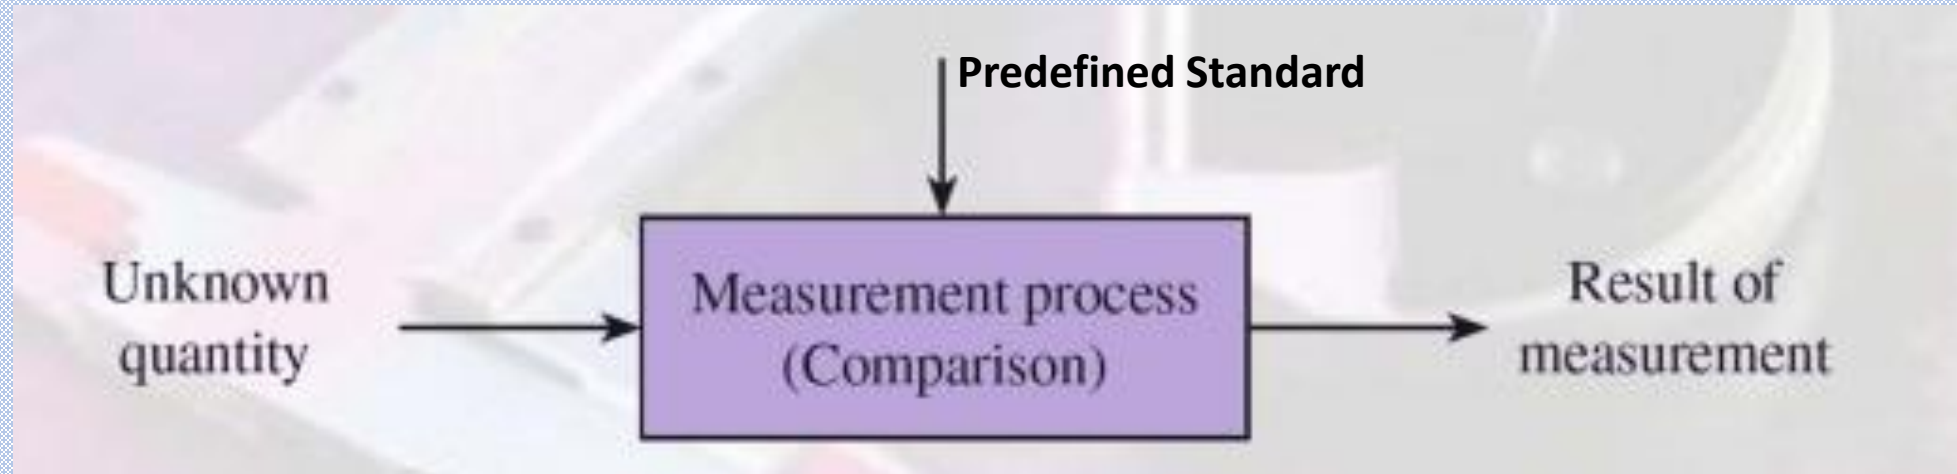 Predefined Standard
Unknown
quantity
Measurement process
(Comparison)
Result of
measurement